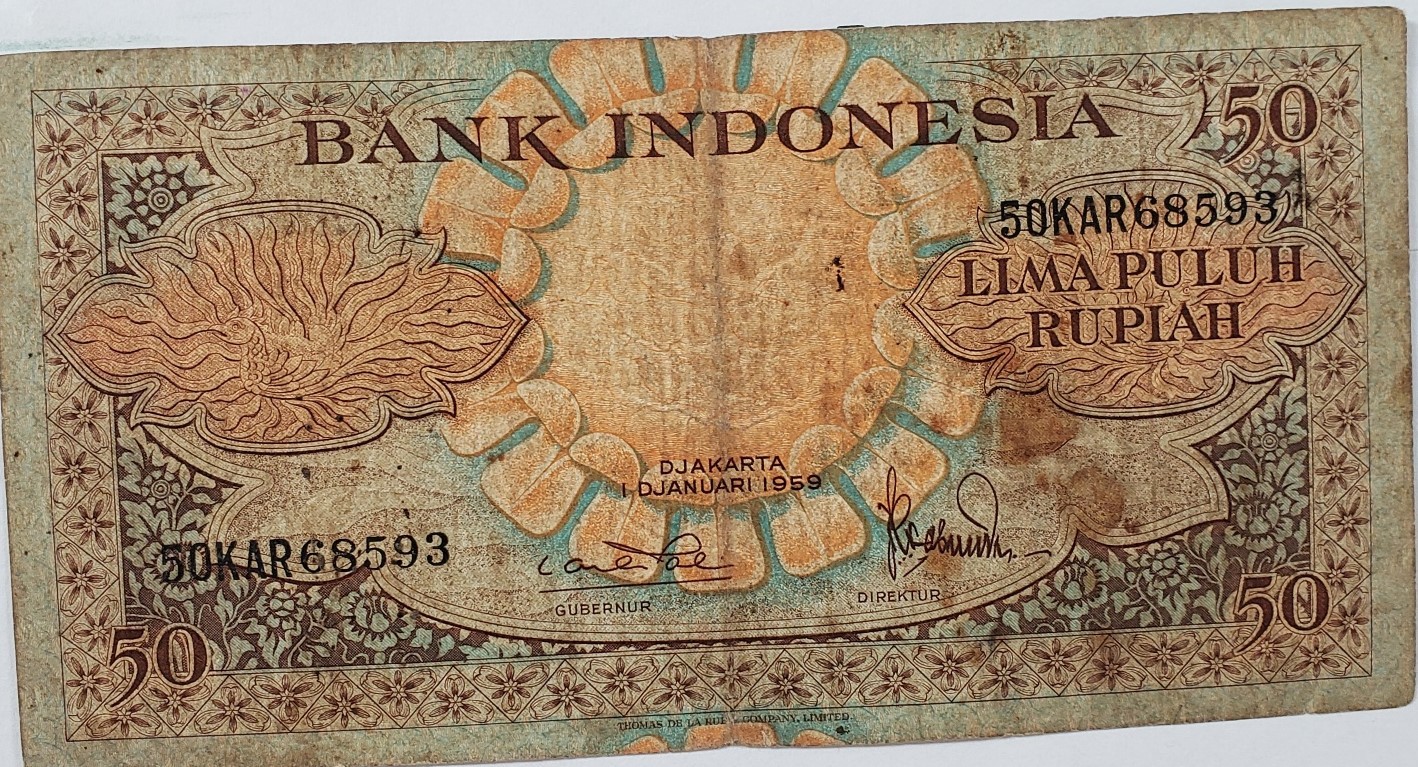 BANK INDONESIA
50
50KAR68593
LIMA PULUH
RUPIAH
DJAKARTA
1 DJANUARI 1959
50KAR68593
GUBERNUR
DIREKTUR
50
50
THOMAS DE LA RUE & COMPANY, LIMITED.